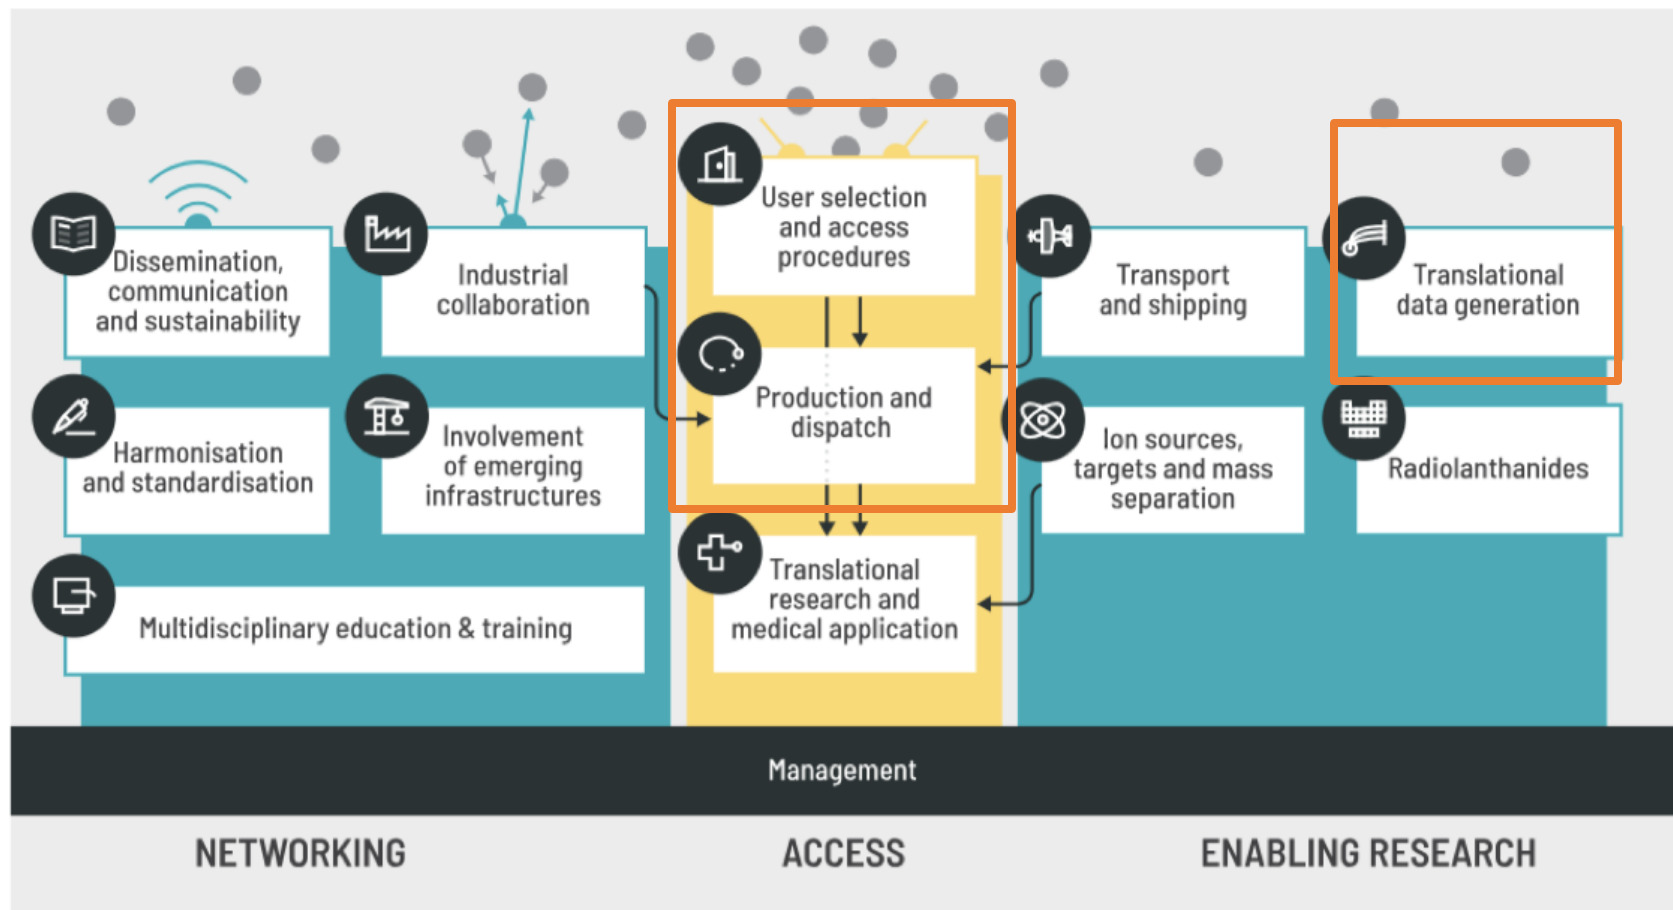 Dissemination,
communication
and sustainability
Industrial
collaboration
Harmonisation
and standardisation
Involvement
of emerging
infrastructures
Multidisciplinary education & training
User selection
and access
procedures
Production and
dispatch
Translational
research and
medical application
Transport
and shipping
Translational
data generation
Ion sources,
targets and mass
separation
Radiolanthanides
Management
NETWORKING
ACCESS
ENABLING RESEARCH